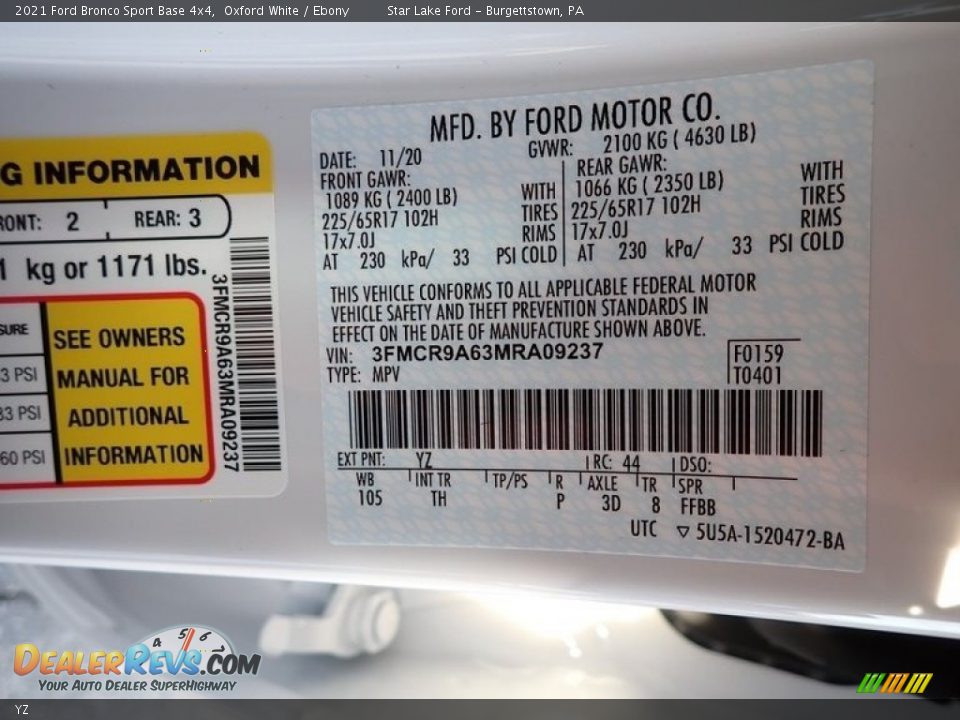 2021 Ford Bronco Sport Base 4x4, Oxford White / Ebony Star Lake Ford - Burgettstown, PA
G INFORMATION
RONT: 2 REAR: 3
1 kg or 1171 lbs.
SURE
3 PSI
33 PSI
60 PSI
SEE OWNERS
MANUAL FOR
ADDITIONAL
INFORMATION
3FMCR9A63MRA09237
MFD. BY FORD MOTOR CO.
DATE: 11/20 GVWR: 2100 KG ( 4630 LB)
FRONT GAWR: REAR GAWR:
1089 KG ( 2400 LB) WITH 1066 KG ( 2350 LB) WITH
225/65R17 102H TIRES 225/65R17 102H TIRES
17x7.0J RIMS 17x7.0J RIMS
AT 230 kPa/ 33 PSI COLD AT 230 kPa/ 33 PSI COLD
THIS VEHICLE CONFORMS TO ALL APPLICABLE FEDERAL MOTOR
VEHICLE SAFETY AND THEFT PREVENTION STANDARDS IN
EFFECT ON THE DATE OF MANUFACTURE SHOWN ABOVE.
VIN: 3FMCR9A63MRA09237 F0159
TYPE: MPV T0401
EXT PNT: YZ RC: 44 DSO:
WB INT TR TP/PS R AXLE TR SPR
105 TH P 3D 8 FFBB
UTC ▽ 5U5A-1520472-BA
4 5 6
DEALERREVS.COM
YOUR AUTO DEALER SUPERHIGHWAY
YZ